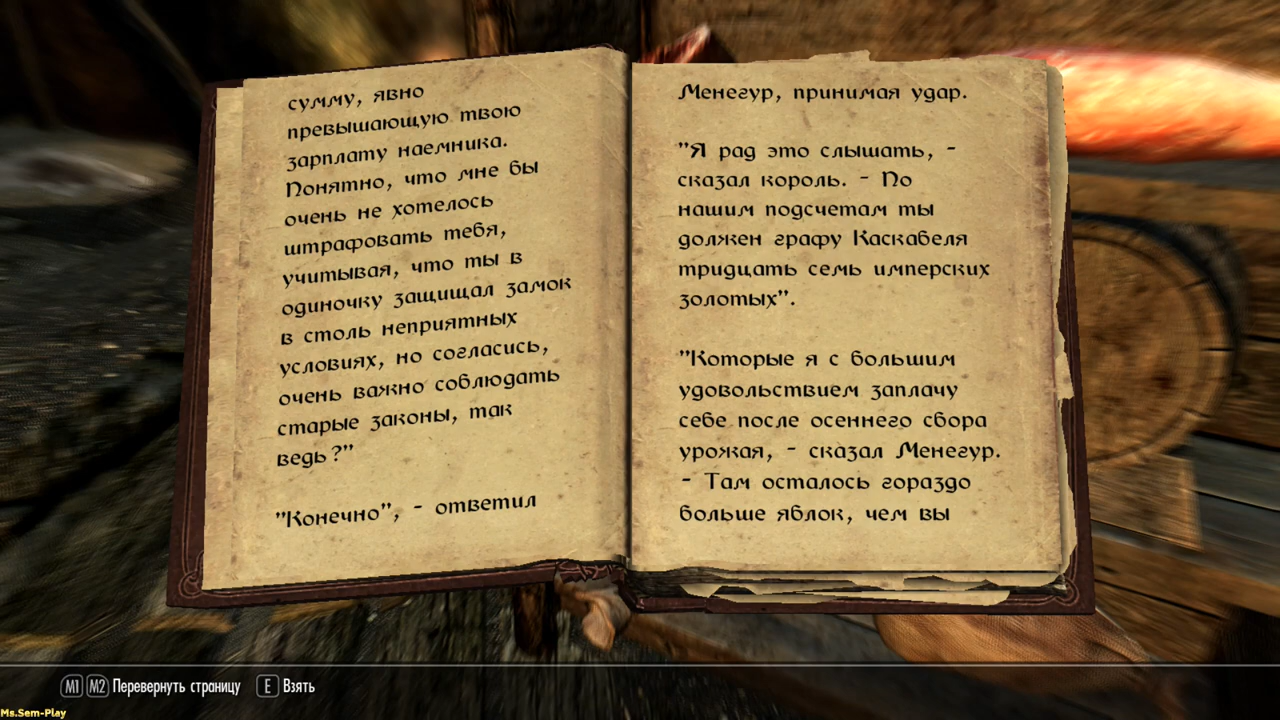 сумму, явно
превышающую твою
зарплату наемника.
Понятно, что мне бы
очень не хотелось
штрафовать тебя,
учитывая, что ты в
одиночку защищал замок
в столь неприятных
условиях, но согласись,
очень важно соблюдать
старые законы, так
ведь?"
"Конечно", - ответил
Менегур, принимая удар.
"Я рад это слышать, -
сказал король. - По
нашим подсчетам ты
должен графу Каскабеля
тридцать семь имперских
золотых".
"Которые я с большим
удовольствием заплачу
себе после осеннего сбора
урожая, - сказал Менегур.
- Там осталось гораздо
больше яблок, чем вы
M1 M2 Перевернуть страницу E Взять
Ms.Sem-Play